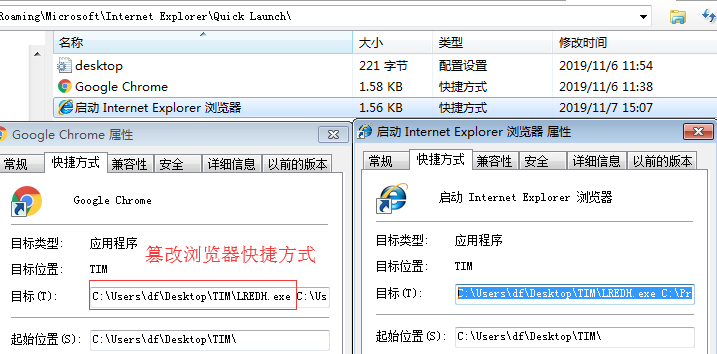 Roaming\Microsoft\Internet Explorer\Quick Launch\
名称 大小 类型 修改时间
desktop 221 字节 配置设置 2019/11/6 11:54
Google Chrome 1.58 KB 快捷方式 2019/11/6 11:38
启动 Internet Explorer 浏览器 1.56 KB 快捷方式 2019/11/7 15:07
Google Chrome 属性
常规 快捷方式 兼容性 安全 详细信息 以前的版本
Google Chrome
目标类型: 应用程序
篡改浏览器快捷方式
目标位置: TIM
目标(T): C:\Users\df\Desktop\TIM\LREDH.exe C:\Us
起始位置(S): C:\Users\df\Desktop\TIM\
启动 Internet Explorer 浏览器 属性
常规 快捷方式 兼容性 安全 详细信息 以前的版本
启动 Internet Explorer 浏览器
目标类型: 应用程序
目标位置: TIM
目标(T): C:\Users\df\Desktop\TIM\LREDH.exe C:\Pr
起始位置(S): C:\Users\df\Desktop\TIM\